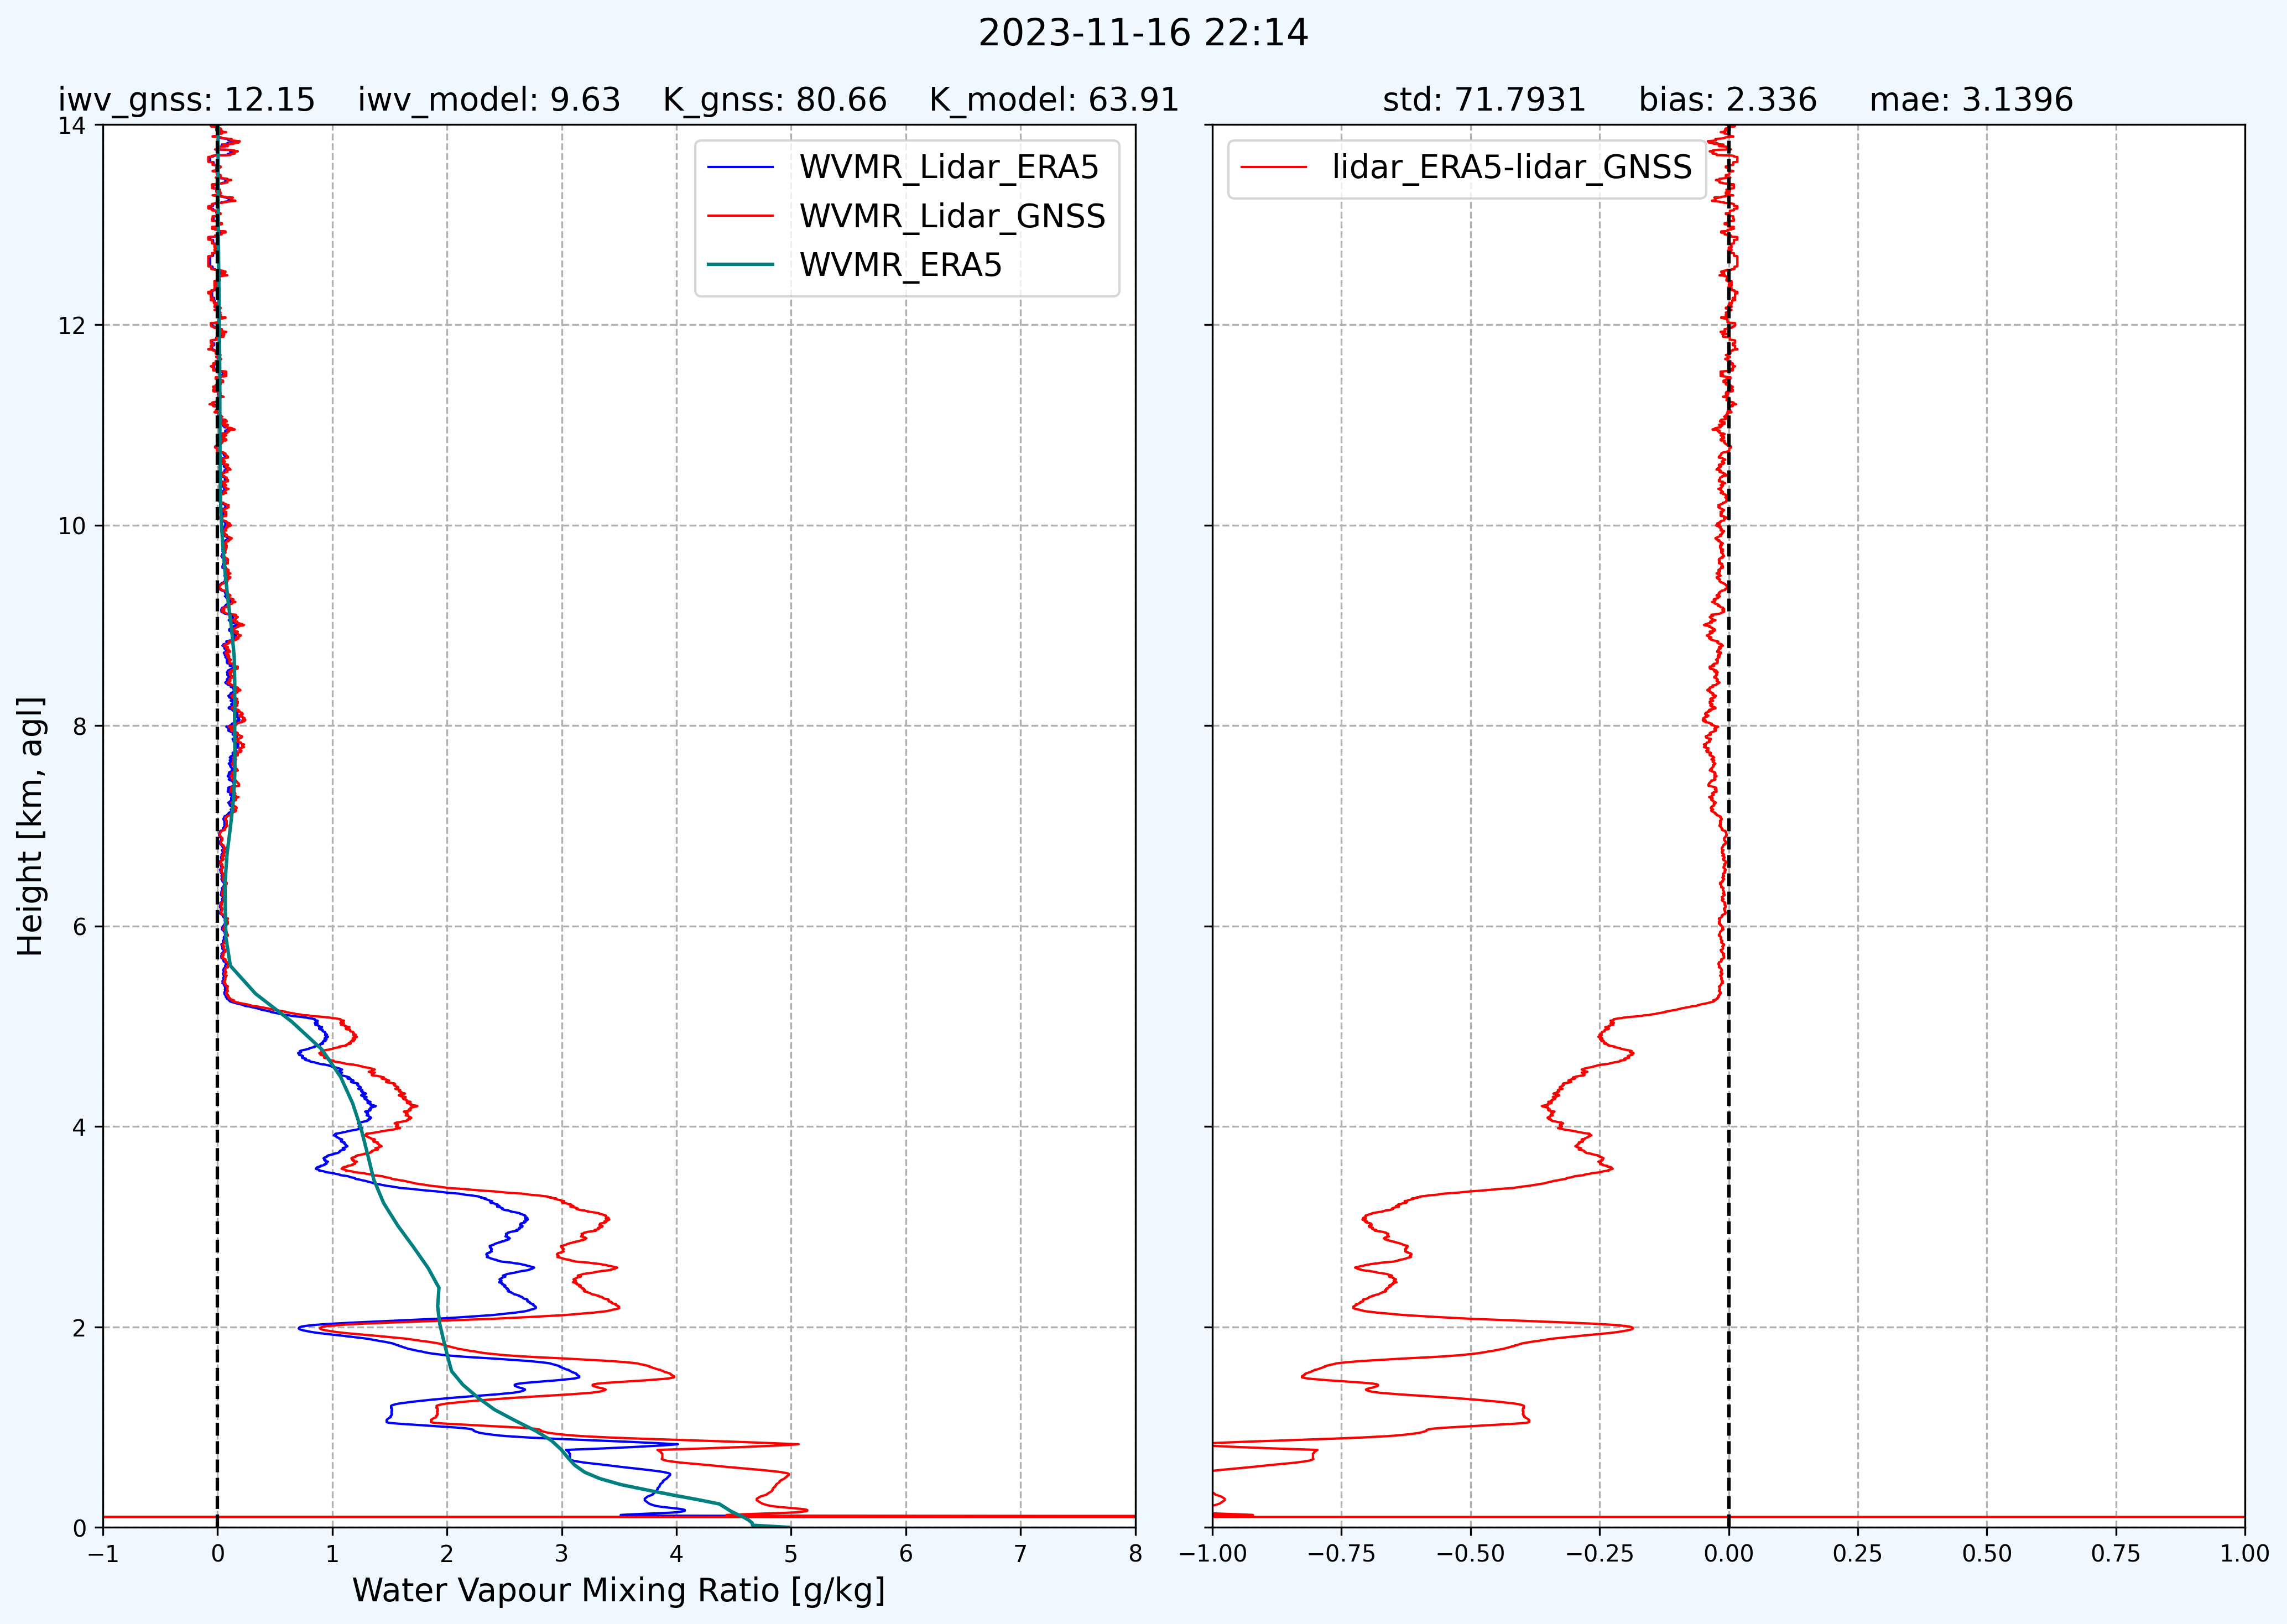 2023-11-16 22:14
iwv_gnss: 12.15 iwv_model: 9.63 K_gnss: 80.66 K_model: 63.91
std: 71.7931 bias: 2.336 mae: 3.1396
WVMR_Lidar_ERA5
WVMR_Lidar_GNSS
WVMR_ERA5
lidar_ERA5-lidar_GNSS
Height [km, agl]
14
12
10
8
6
4
2
0
−1 0 1 2 3 4 5 6 7 8
Water Vapour Mixing Ratio [g/kg]
−1.00 −0.75 −0.50 −0.25 0.00 0.25 0.50 0.75 1.00